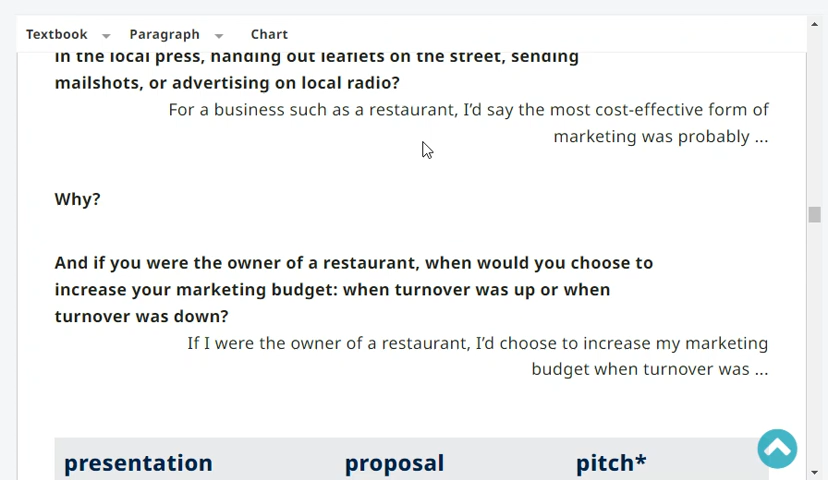 Textbook Paragraph Chart
in the local press, handing out leaflets on the street, sending
mailshots, or advertising on local radio?
For a business such as a restaurant, I'd say the most cost-effective form of
marketing was probably ...
Why?
And if you were the owner of a restaurant, when would you choose to
increase your marketing budget: when turnover was up or when
turnover was down?
If I were the owner of a restaurant, I'd choose to increase my marketing
budget when turnover was ...
presentation proposal pitch*